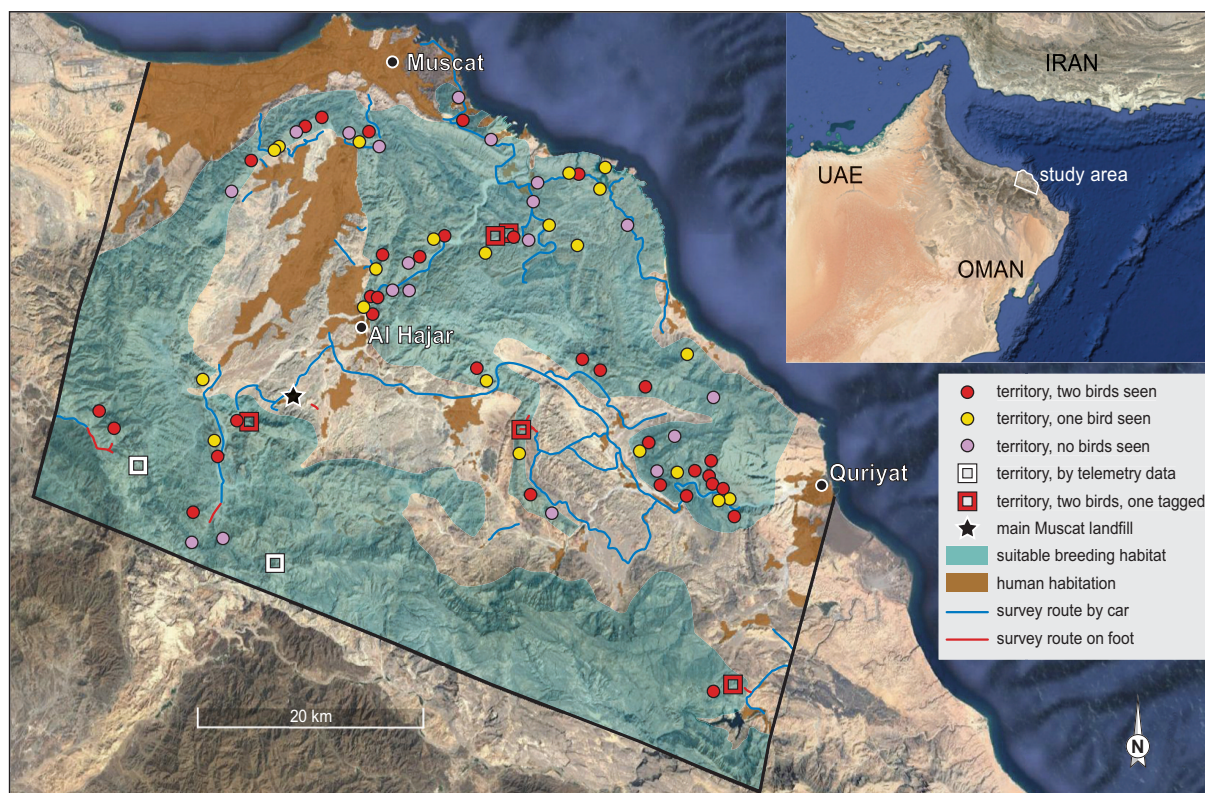 Muscat
Al Hajar
Quriyat
20 km
IRAN
UAE
study area
OMAN
territory, two birds seen
territory, one bird seen
territory, no birds seen
territory, by telemetry data
territory, two birds, one tagged
main Muscat landfill
suitable breeding habitat
human habitation
survey route by car
survey route on foot
N